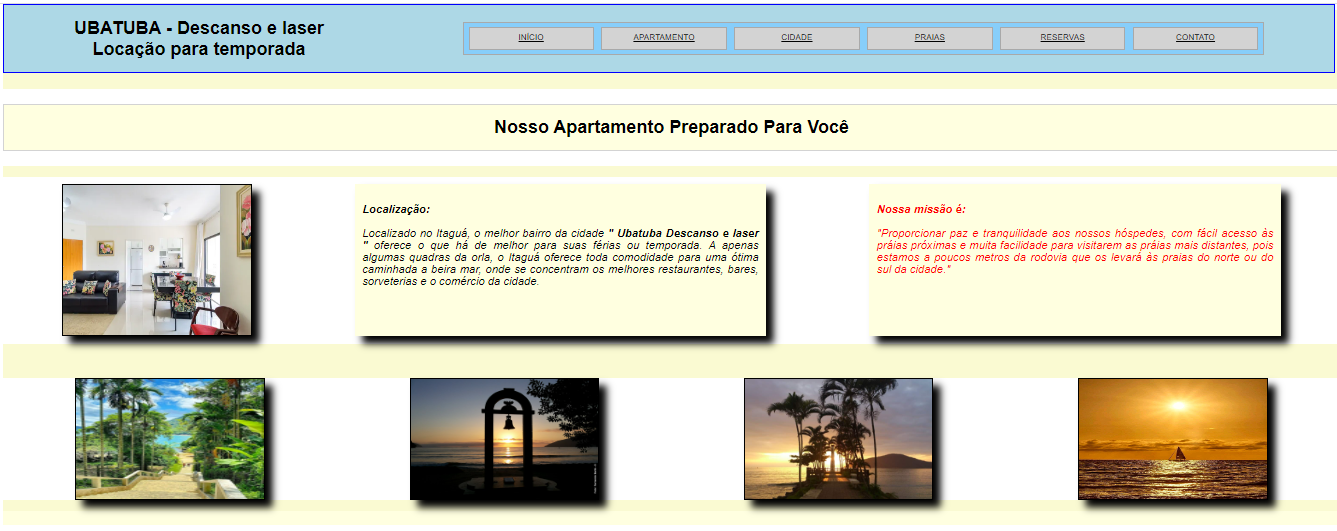 UBATUBA - Descanso e laser
Locação para temporada
INÍCIO
APARTAMENTO
CIDADE
PRAIAS
RESERVAS
CONTATO
Nosso Apartamento Preparado Para Você
Localização:
Localizado no Itaguá, o melhor bairro da cidade " Ubatuba Descanso e laser
" oferece o que há de melhor para suas férias ou temporada. A apenas
algumas quadras da orla, o Itaguá oferece toda comodidade para uma ótima
caminhada a beira mar, onde se concentram os melhores restaurantes, bares,
sorveterias e o comércio da cidade.
Nossa missão é:
"Proporcionar paz e tranquilidade aos nossos hóspedes, com fácil acesso às
práias próximas e muita facilidade para visitarem as práias mais distantes, pois
estamos a poucos metros da rodovia que os levará às praias do norte ou do
sul da cidade."